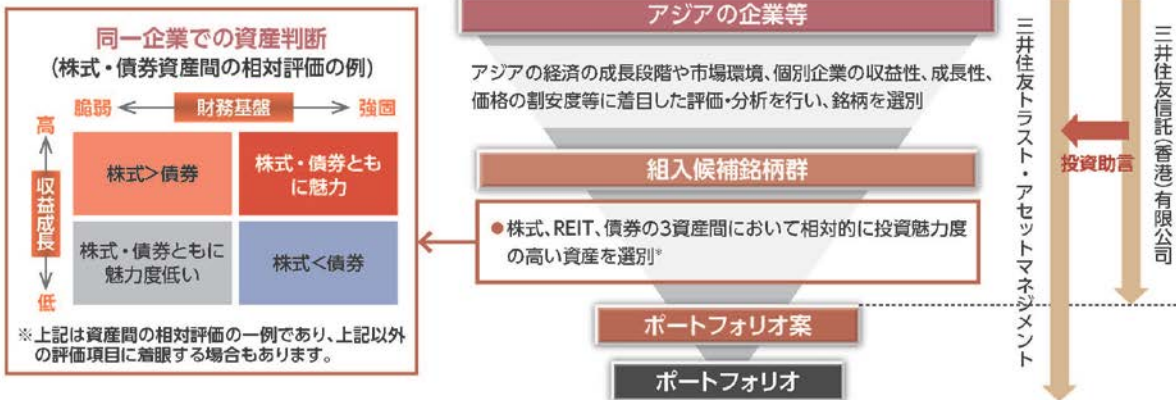 同一企業での資産判断
(株式・債券資産間の相対評価の例)
脆弱
財務基盤
強固
高
収益成長
低
株式>債券
株式・債券とも
に魅力
株式・債券ともに
魅力度低い
株式<債券
※上記は資産間の相対評価の一例であり、上記以外
の評価項目に着眼する場合もあります。
アジアの企業等
アジアの経済の成長段階や市場環境、個別企業の収益性、成長性、
価格の割安度等に着目した評価・分析を行い、銘柄を選別
組入候補銘柄群
●株式、REIT、債券の3資産間において相対的に投資魅力度
の高い資産を選別*
ポートフォリオ案
ポートフォリオ
三井住友トラスト・アセットマネジメント
投資助言
三井住友信託(香港)有限公司